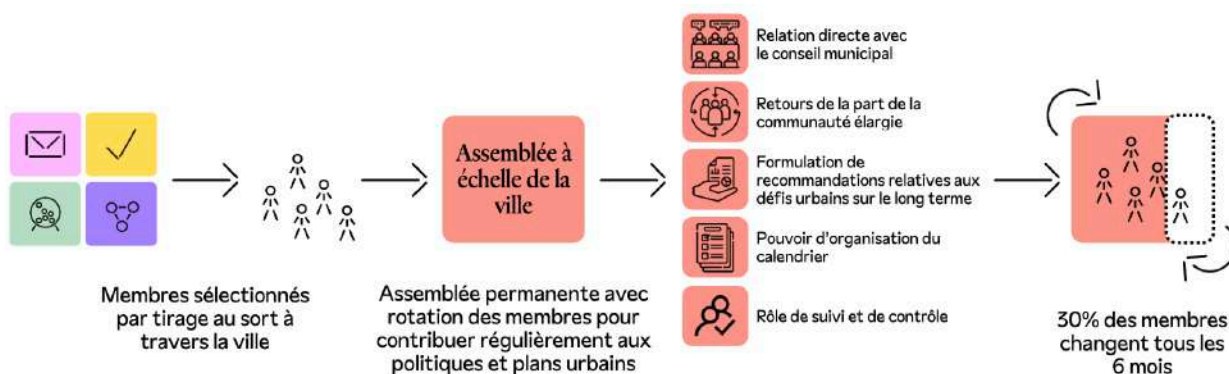 Membres sélectionnés
par tirage au sort à
travers la ville
Assemblée à
échelle de la
ville
Assemblée permanente avec
rotation des membres pour
contribuer régulièrement aux
politiques et plans urbains
Relation directe avec
le conseil municipal
Retours de la part de la
communauté élargie
Formulation de
recommandations relatives aux
défis urbains sur le long terme
Pouvoir d'organisation du
calendrier
Rôle de suivi et de contrôle
30% des membres
changent tous les
6 mois